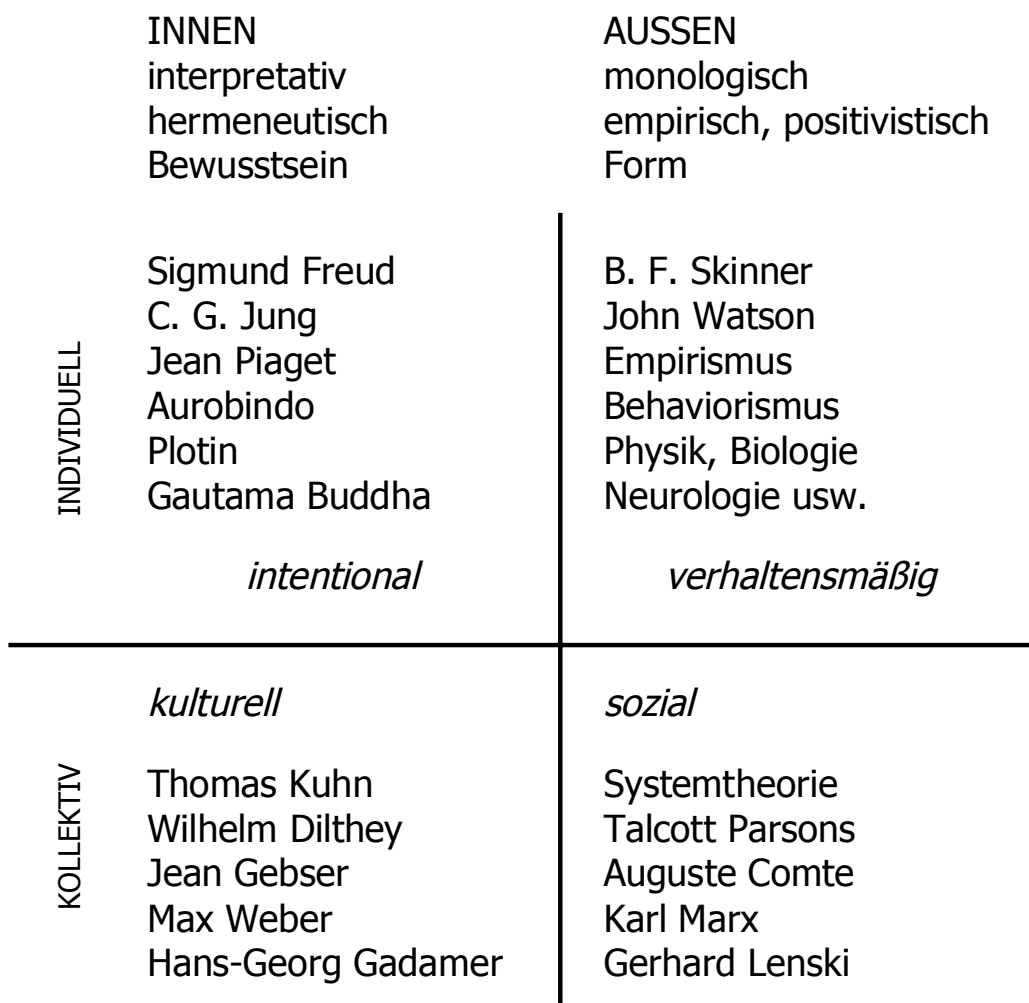 INNEN
interpretativ
hermeneutisch
Bewusstsein
AUSSEN
monologisch
empirisch, positivistisch
Form
INDIVIDUELL
Sigmund Freud
C. G. Jung
Jean Piaget
Aurobindo
Plotin
Gautama Buddha
intentional
B. F. Skinner
John Watson
Empirismus
Behaviorismus
Physik, Biologie
Neurologie usw.
verhaltensmäßig
KOLLEKTIV
kulturell
Thomas Kuhn
Wilhelm Dilthey
Jean Gebser
Max Weber
Hans-Georg Gadamer
sozial
Systemtheorie
Talcott Parsons
Auguste Comte
Karl Marx
Gerhard Lenski